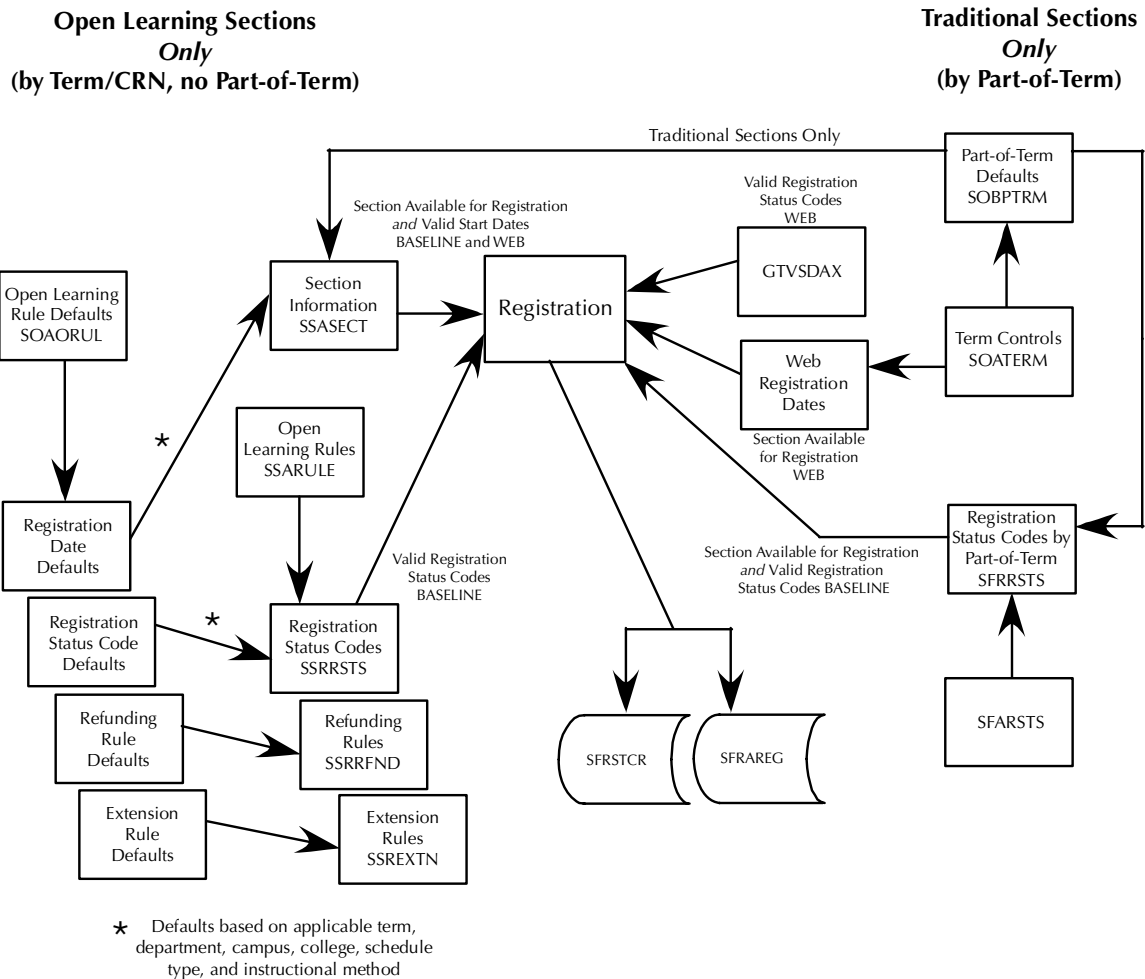 Open Learning Sections
Only
(by Term/CRN, no Part-of-Term)
Traditional Sections
Only
(by Part-of-Term)
Traditional Sections Only
Part-of-Term
Defaults
SOBPTRM
Valid Registration
Status Codes
WEB
GTVSDAX
Section Available for Registration
and Valid Start Dates
BASELINE and WEB
Open Learning
Rule Defaults
SOAORUL
Section
Information
SSASECT
Registration
Term Controls
SOATERM
Web
Registration
Dates
Section Available
for Registration
WEB
*
Open
Learning Rules
SSARULE
Registration
Date
Defaults
Registration
Status Codes by
Part-of-Term
SFRRSTS
Valid Registration
Status Codes
BASELINE
Section Available for Registration
and Valid Registration
Status Codes BASELINE
Registration
Status Code
Defaults
*
Registration
Status Codes
SSRRSTS
SFARSTS
Refunding
Rule
Defaults
Refunding
Rules
SSRRFND
SFRSTCR
SFRAREG
Extension
Rule
Defaults
Extension
Rules
SSREXTN
* Defaults based on applicable term,
department, campus, college, schedule
type, and instructional method